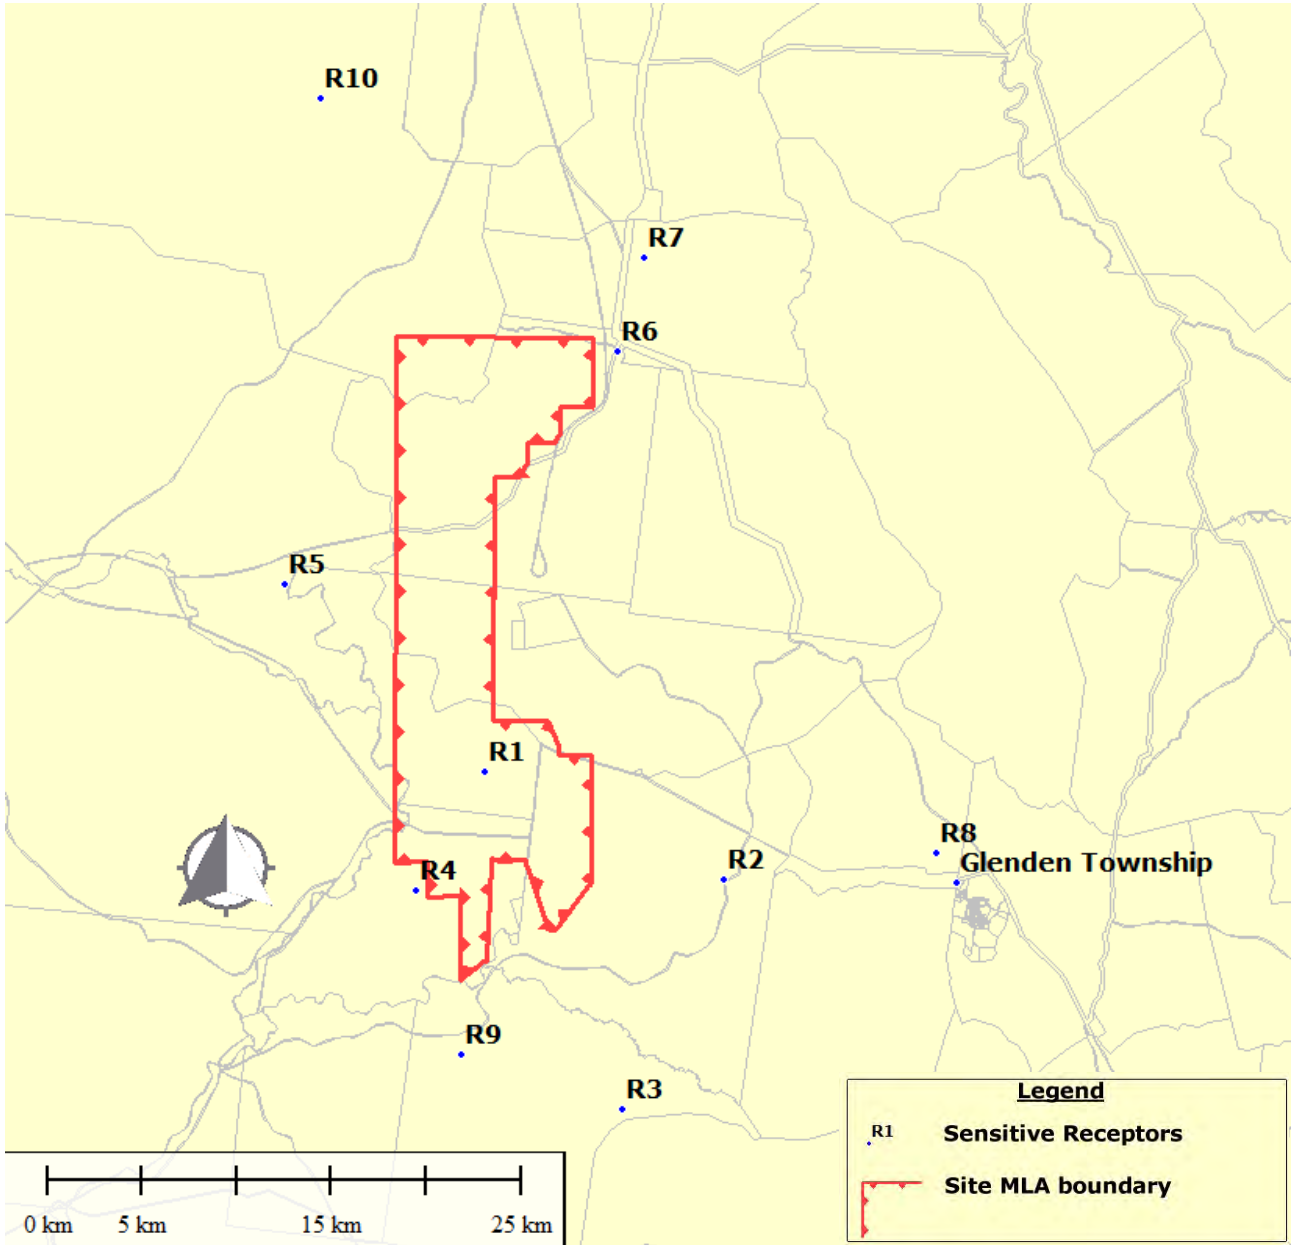 R10
R7
R6
R5
R1
R8
R2
Glenden Township
R4
R9
R3
Legend
R1 Sensitive Receptors
Site MLA boundary
0 km 5 km 15 km 25 km